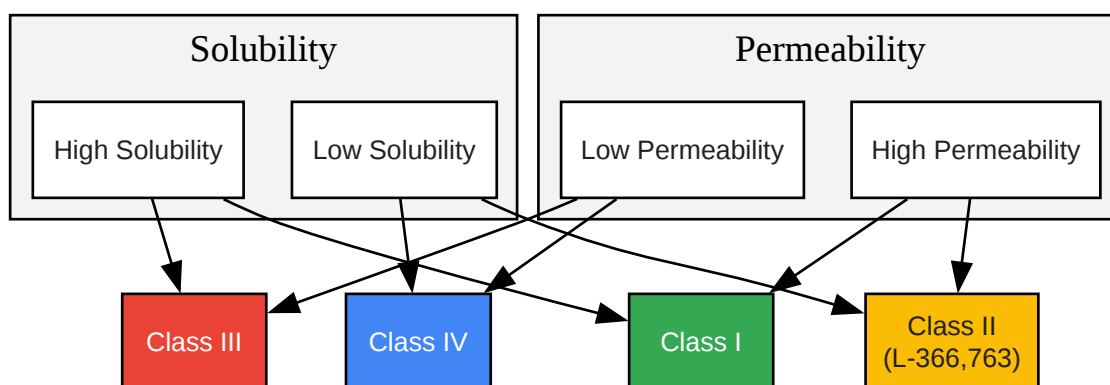 Solubility
Permeability
High Solubility
Low Solubility
Low Permeability
High Permeability
Class III
Class IV
Class I
Class II
(L-366,763)